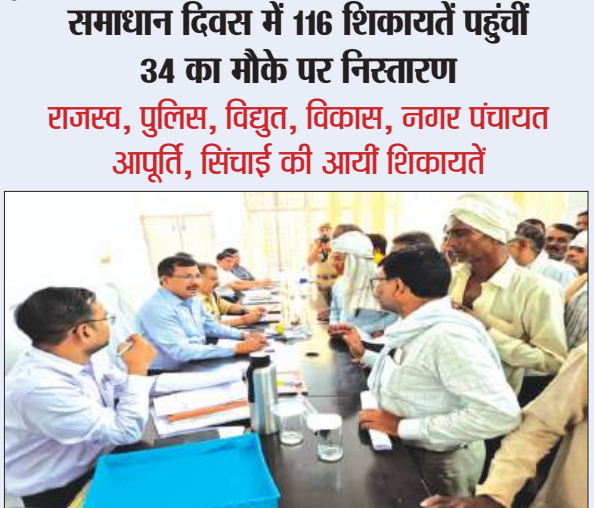 समाधान दिवस में 116 शिकायतें पहुंचीं
34 का मौके पर निस्तारण
राजस्व, पुलिस, विद्युत, विकास, नगर पंचायत
आपूर्ति, सिंचाई की आयीं शिकायतें